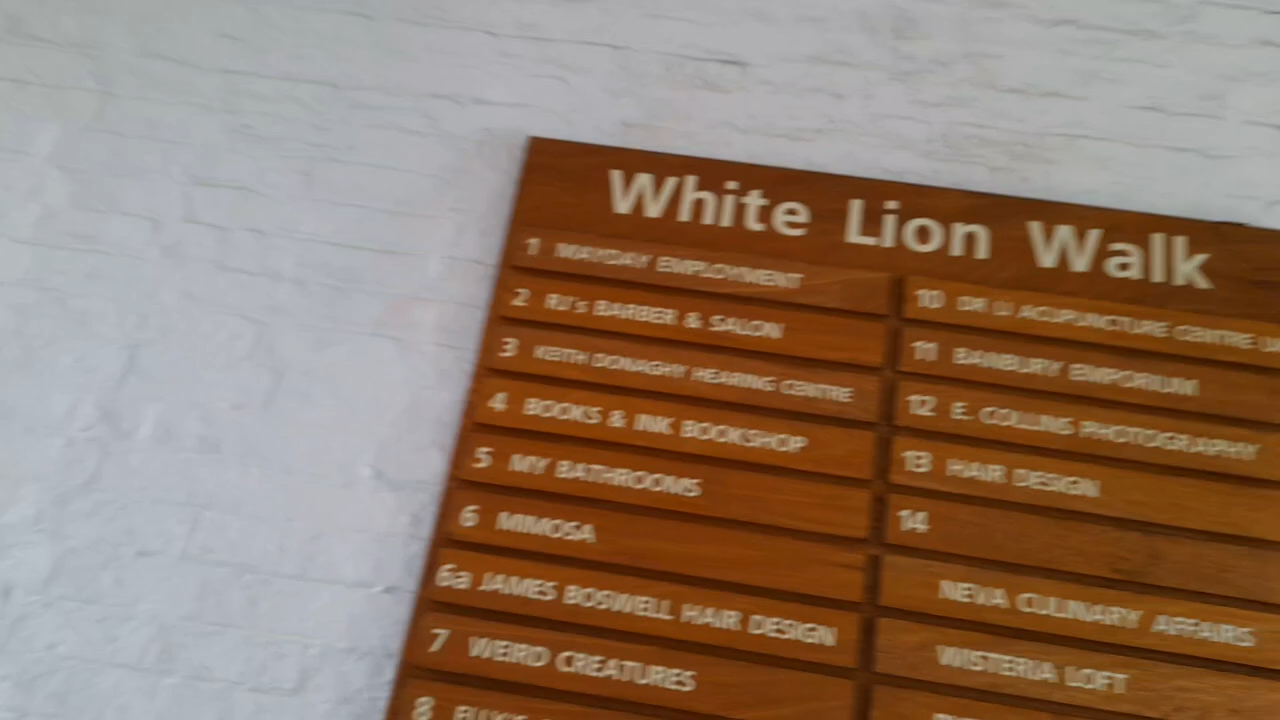 White Lion Walk
1 MAYDAY EMPLOYMENT
2 RJ's BARBER & SALON
3 KEITH DONAGHY HEARING CENTRE
4 BOOKS & INK BOOKSHOP
5 MY BATHROOMS
6 MIMOSA
6a JAMES BOSWELL HAIR DESIGN
7 WEIRD CREATURES
8
10 DR LI ACUPUNCTURE CENTRE
11 BANBURY EMPORIUM
12 E. COLLINS PHOTOGRAPHY
13 HAIR DESIGN
14
NEVA CULINARY AFFAIRS
WISTERIA LOFT